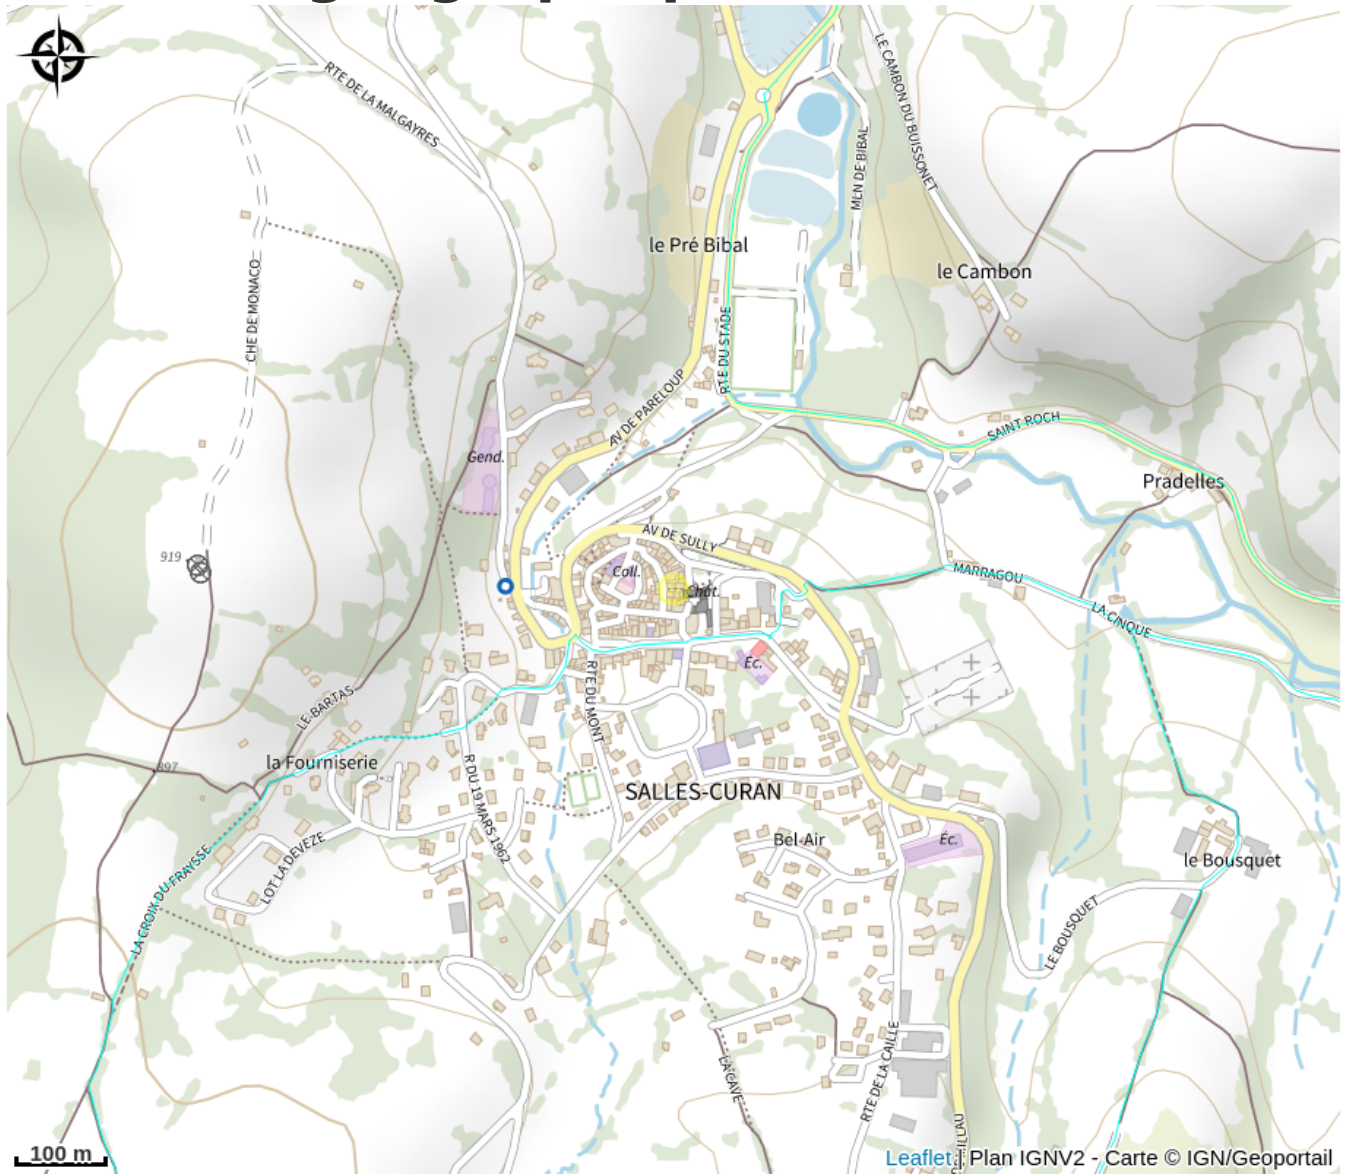 RTE DE LA MALGAYRES
LE CAMBON DU BUISSONET
MLN DE BIBAL
le Pré Bibal
le Cambon
CHE DE MONACO
RTE DU STADE
AV DE PARELOUP
SAINT ROCH
Gend.
Pradelles
AV DE SULLY
919
Coll.
Chât.
MARRAGOU
LA CINQUE
Éc.
RTE DU MONT
LE BARTAS
la Fourniserie
897
R DU 19 MARS 1962
SALLES-CURAN
Bel-Air
Éc.
le Bousquet
LOT LA DEVEZE
LA CROIX DU FRAYSSE
LE BOUSQUET
RTE DE LA CAILLE
LA CAVE
100 m
Leaflet | Plan IGNV2 - Carte © IGN/Geoportail